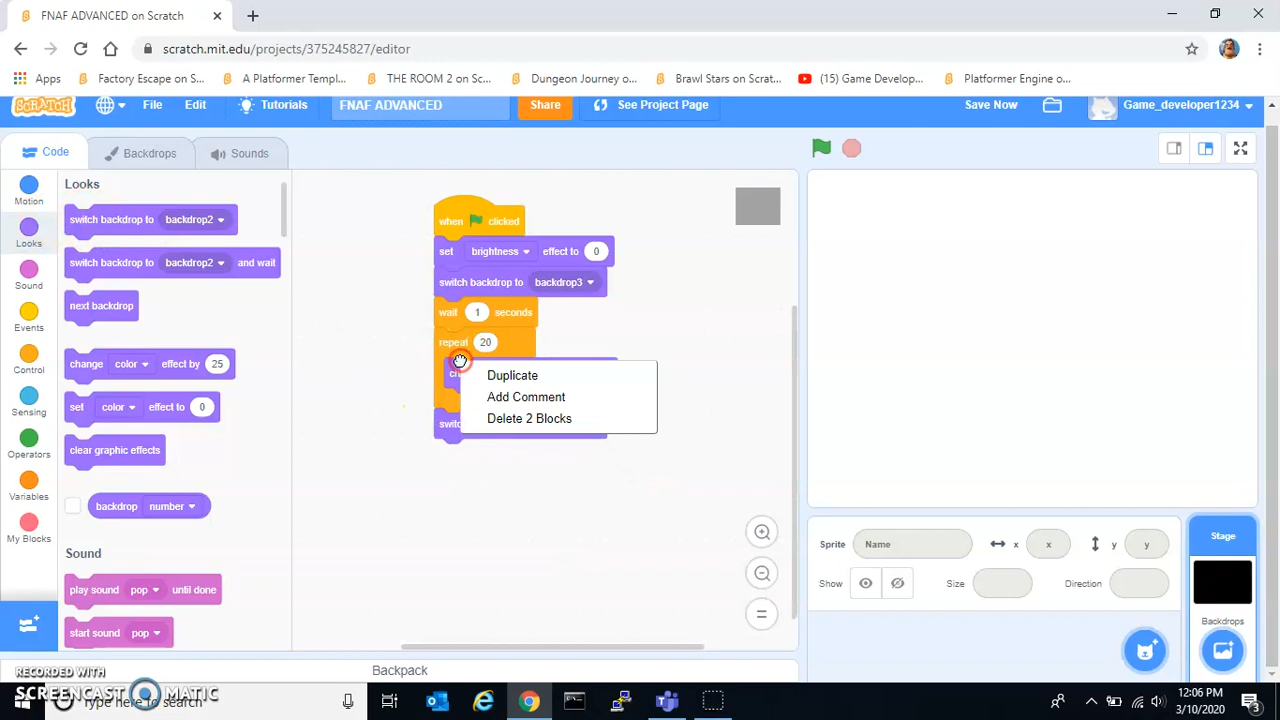 FNAF ADVANCED on Scratch
scratch.mit.edu/projects/375245827/editor
Apps
Factory Escape on S...
A Platformer Templ...
THE ROOM 2 on Sc...
Dungeon Journey o...
Brawl Stars on Scrat...
(15) Game Develop...
Platformer Engine o...
SCRATCH
File
Edit
Tutorials
FNAF ADVANCED
Share
See Project Page
Save Now
Game_developer1234
Code
Backdrops
Sounds
Motion
Looks
Sound
Events
Control
Sensing
Operators
Variables
My Blocks
Looks
switch backdrop to backdrop2
switch backdrop to backdrop2 and wait
next backdrop
change color effect by 25
set color effect to 0
clear graphic effects
backdrop number
Sound
play sound pop until done
start sound pop
when clicked
set brightness effect to 0
switch backdrop to backdrop3
wait 1 seconds
repeat 20
Duplicate
Add Comment
Delete 2 Blocks
Sprite Name x x y y
Show Size Direction
Stage
Backdrops
Backpack
RECORDED WITH
SCREENCAST MATIC
Type here to search
12:06 PM
3/10/2020
3